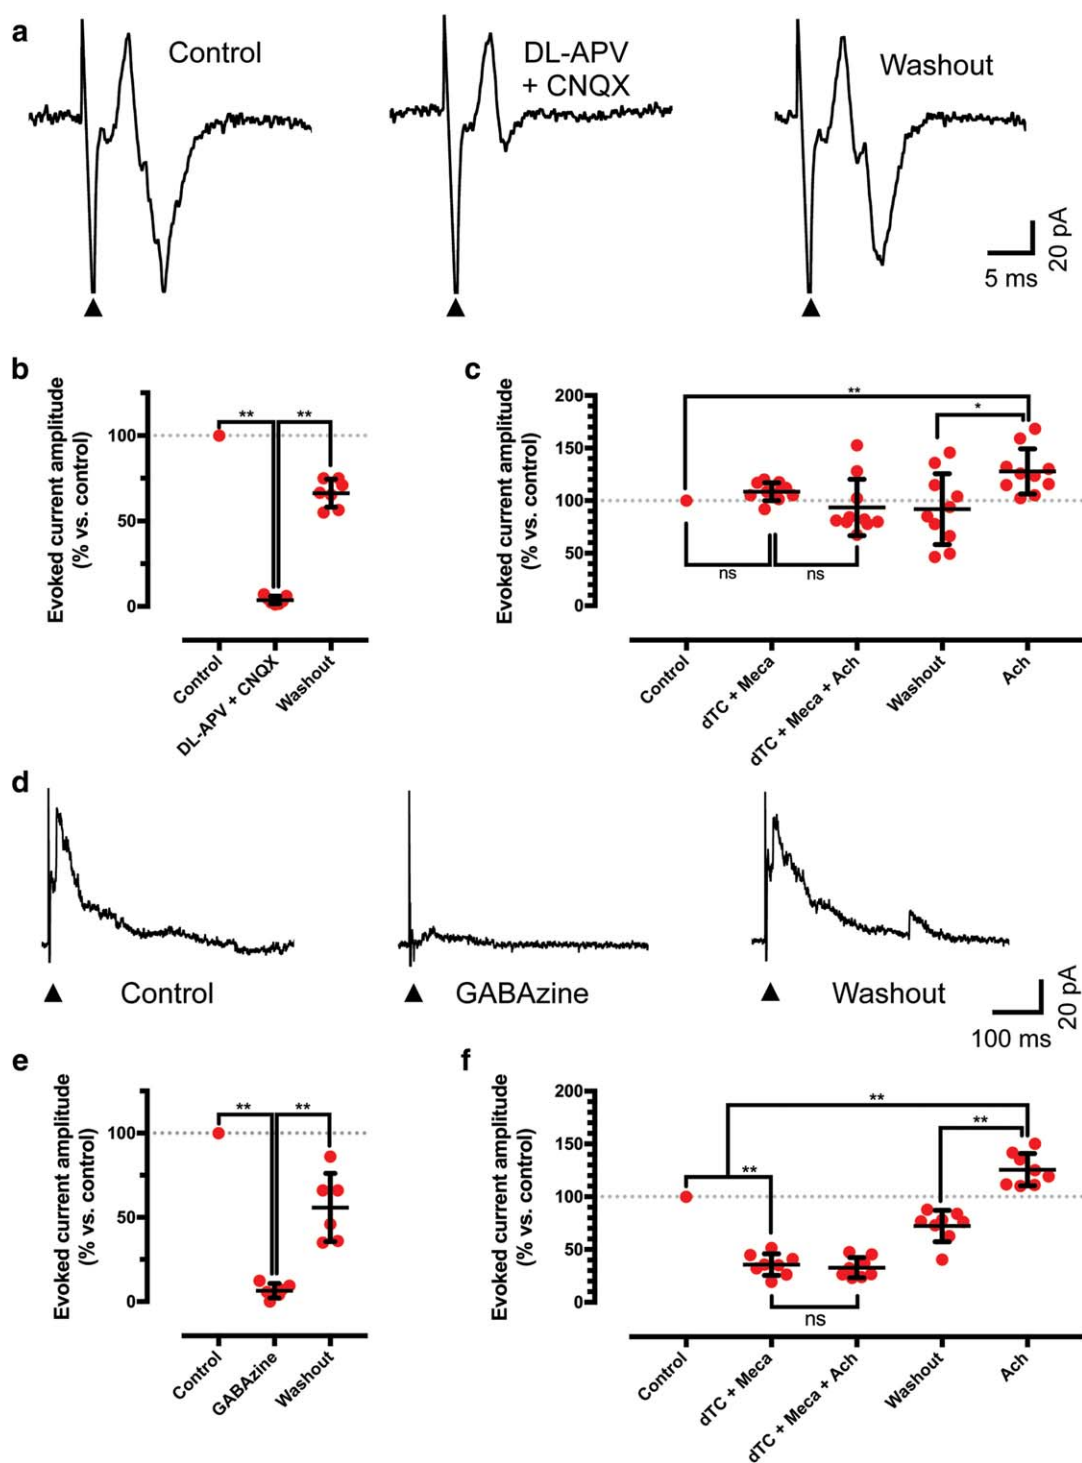 a
Control
DL-APV
+ CNQX
Washout
20 pA
5 ms
b
Evoked current amplitude
(% vs. control)
100
50
0
**
**
Control
DL-APV + CNQX
Washout
c
Evoked current amplitude
(% vs. control)
200
150
100
50
0
**
*
ns
ns
Control
dTC + Meca
dTC + Meca + Ach
Washout
Ach
d
Control
GABAzine
Washout
20 pA
100 ms
e
Evoked current amplitude
(% vs. control)
100
50
0
**
**
Control
GABAzine
Washout
f
Evoked current amplitude
(% vs. control)
200
150
100
50
0
**
**
**
ns
Control
dTC + Meca
dTC + Meca + Ach
Washout
Ach